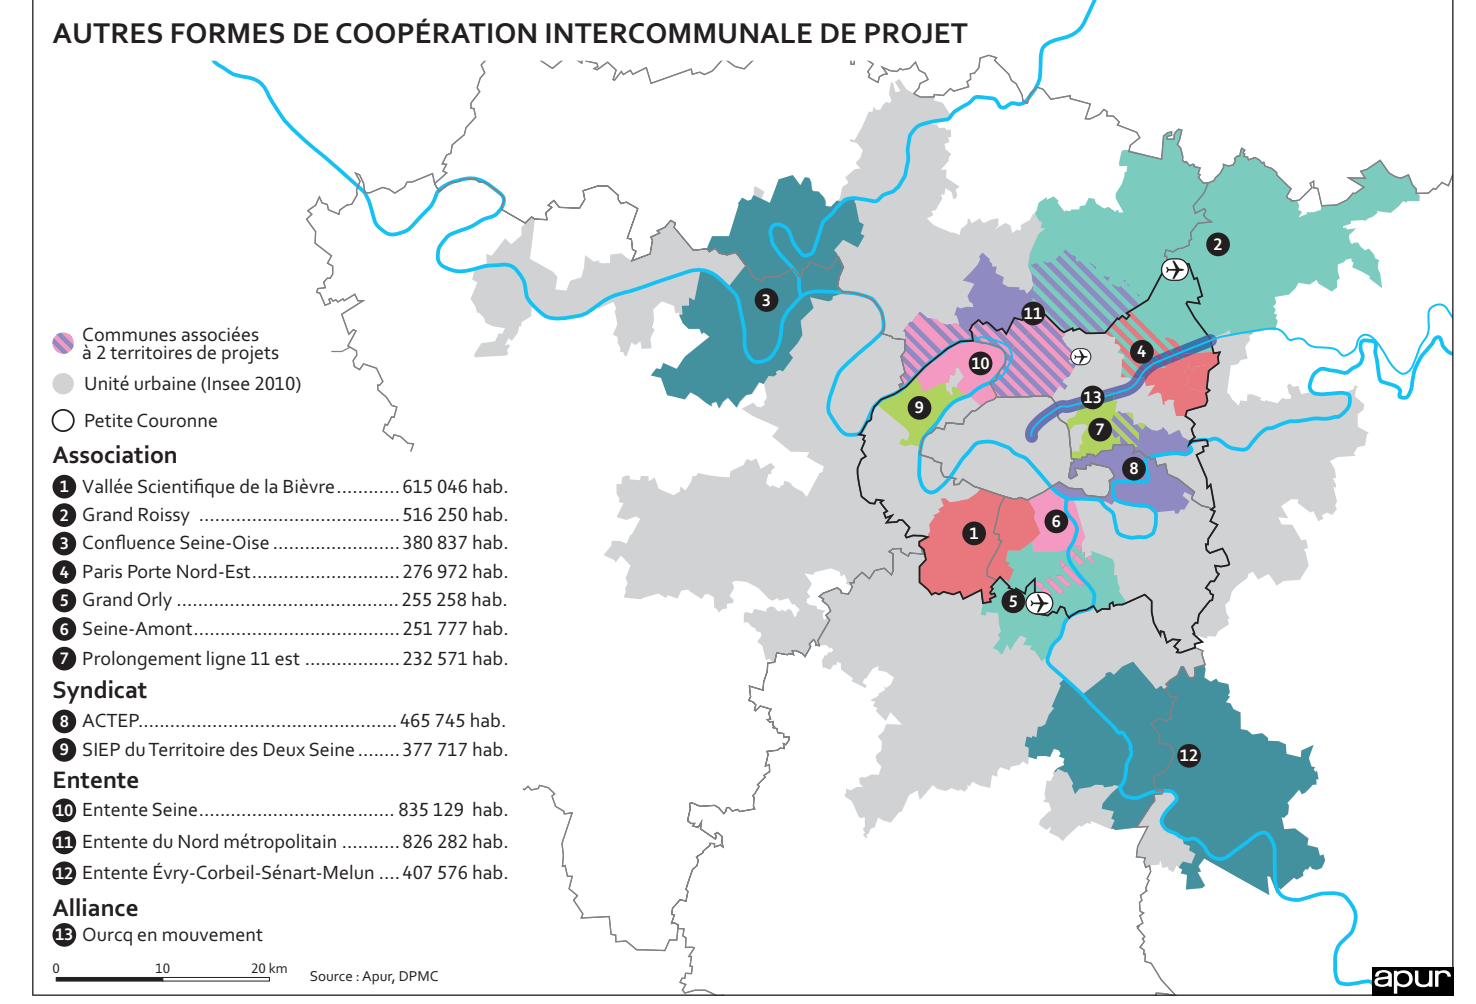 AUTRES FORMES DE COOPÉRATION INTERCOMMUNALE DE PROJET
Communes associées
à 2 territoires de projets
Unité urbaine (Insee 2010)
Petite Couronne
Association
1 Vallée Scientifique de la Bièvre............ 615 046 hab.
2 Grand Roissy ....................................... 516 250 hab.
3 Confluence Seine-Oise ........................ 380 837 hab.
4 Paris Porte Nord-Est............................ 276 972 hab.
5 Grand Orly ........................................... 255 258 hab.
6 Seine-Amont........................................ 251 777 hab.
7 Prolongement ligne 11 est .................. 232 571 hab.
Syndicat
8 ACTEP.................................................. 465 745 hab.
9 SIEP du Territoire des Deux Seine ........ 377 717 hab.
Entente
10 Entente Seine...................................... 835 129 hab.
11 Entente du Nord métropolitain ........... 826 282 hab.
12 Entente Évry-Corbeil-Sénart-Melun .... 407 576 hab.
Alliance
13 Ourcq en mouvement
0 10 20 km
Source : Apur, DPMC
2
3
11
4
10
13
9
7
8
6
1
5
12
apur